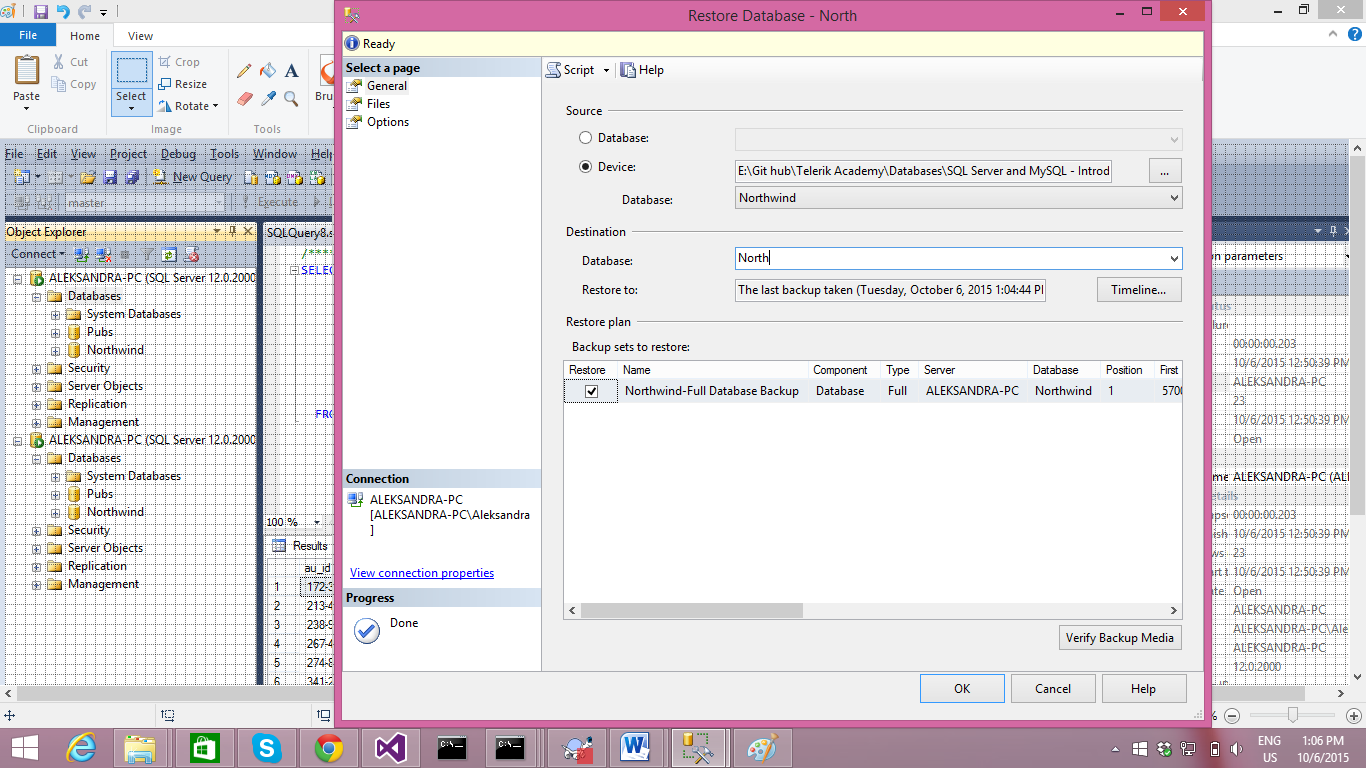 Restore Database - North
File
Home
View
Paste
Cut
Copy
Clipboard
Select
Crop
Resize
Rotate
Image
Tools
Clipboard
File Edit View Project Debug Tools Window Help
New Query
master
Execute
Object Explorer
Connect
ALEKSANDRA-PC (SQL Server 12.0.2000
Databases
System Databases
Pubs
Northwind
Security
Server Objects
Replication
Management
ALEKSANDRA-PC (SQL Server 12.0.2000
Databases
System Databases
Pubs
Northwind
Security
Server Objects
Replication
Management
SQLQuery8.s
/****
SELEC
FRO
100 %
Results
au_id
1 172-3
2 213-4
3 238-9
4 267-4
5 274-8
6 341-2
Ready
Select a page
General
Files
Options
Connection
ALEKSANDRA-PC
[ALEKSANDRA-PC\Aleksandra
]
View connection properties
Progress
Done
Script
Help
Source
Database:
Device:
E:\Git hub\Telerik Academy\Databases\SQL Server and MySQL - Introd
...
Database:
Northwind
Destination
Database:
North
Restore to:
The last backup taken (Tuesday, October 6, 2015 1:04:44 PM
Timeline...
Restore plan
Backup sets to restore:
Restore Name Component Type Server Database Position First
Northwind-Full Database Backup Database Full ALEKSANDRA-PC Northwind 1 5700
Verify Backup Media
OK
Cancel
Help
on parameters
00:00:00.203
10/6/2015 12:50:39 PM
ALEKSANDRA-PC
23
10/6/2015 12:50:39 PM
Open
ALEKSANDRA-PC (AL
00:00:00.203
10/6/2015 12:50:39 PM
23
10/6/2015 12:50:39 PM
Open
ALEKSANDRA-PC
ALEKSANDRA-PC\Ale
ALEKSANDRA-PC
12.0.2000
%
ENG
US
1:06 PM
10/6/2015